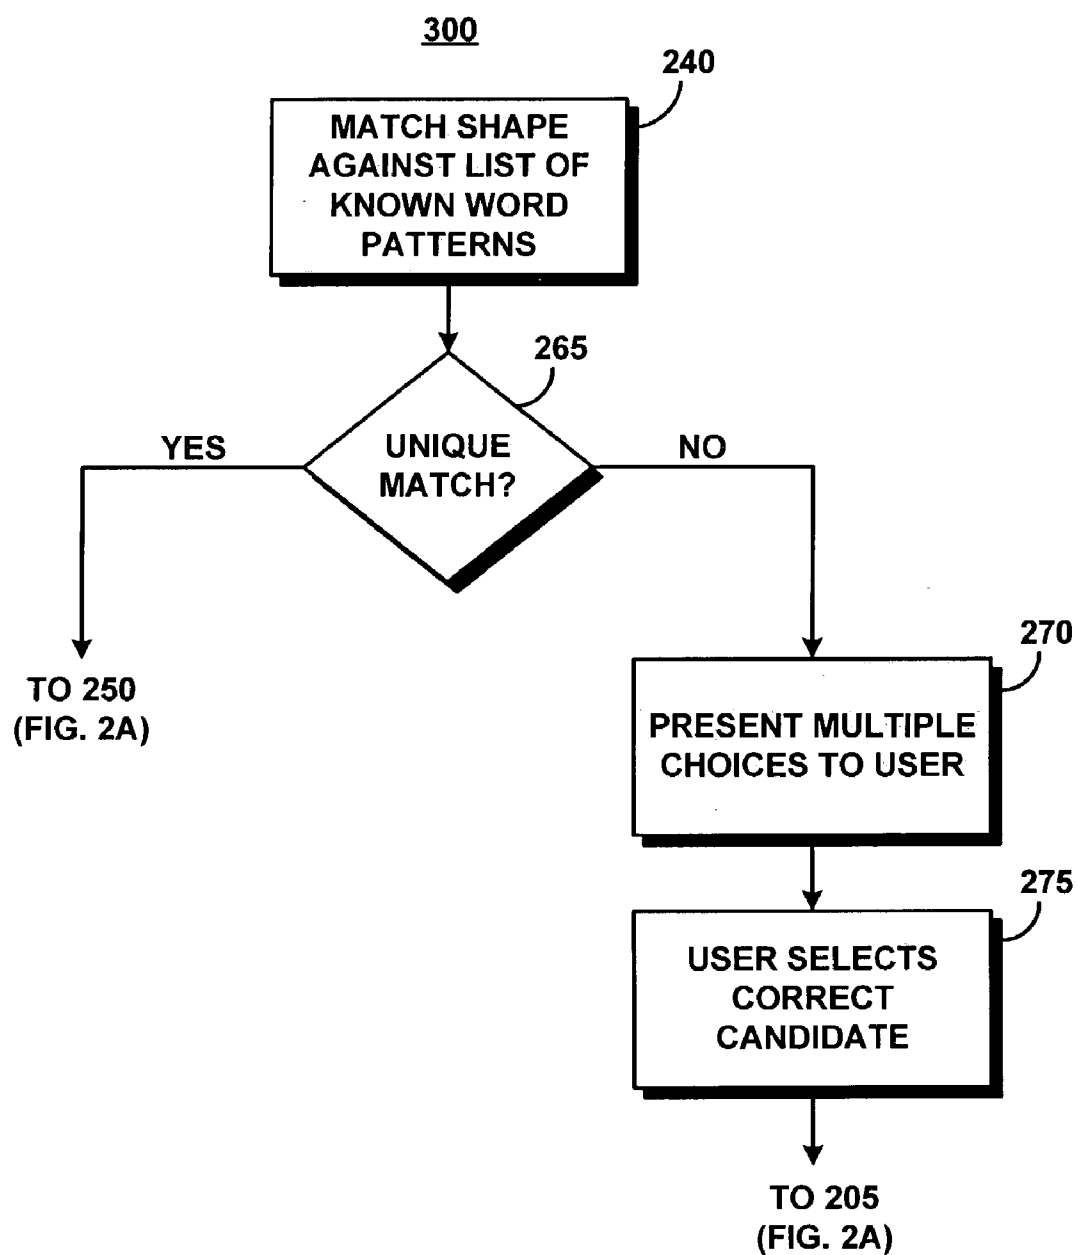 300
240
MATCH SHAPE
AGAINST LIST OF
KNOWN WORD
PATTERNS
265
UNIQUE
MATCH?
YES
NO
TO 250
(FIG. 2A)
270
PRESENT MULTIPLE
CHOICES TO USER
275
USER SELECTS
CORRECT
CANDIDATE
TO 205
(FIG. 2A)